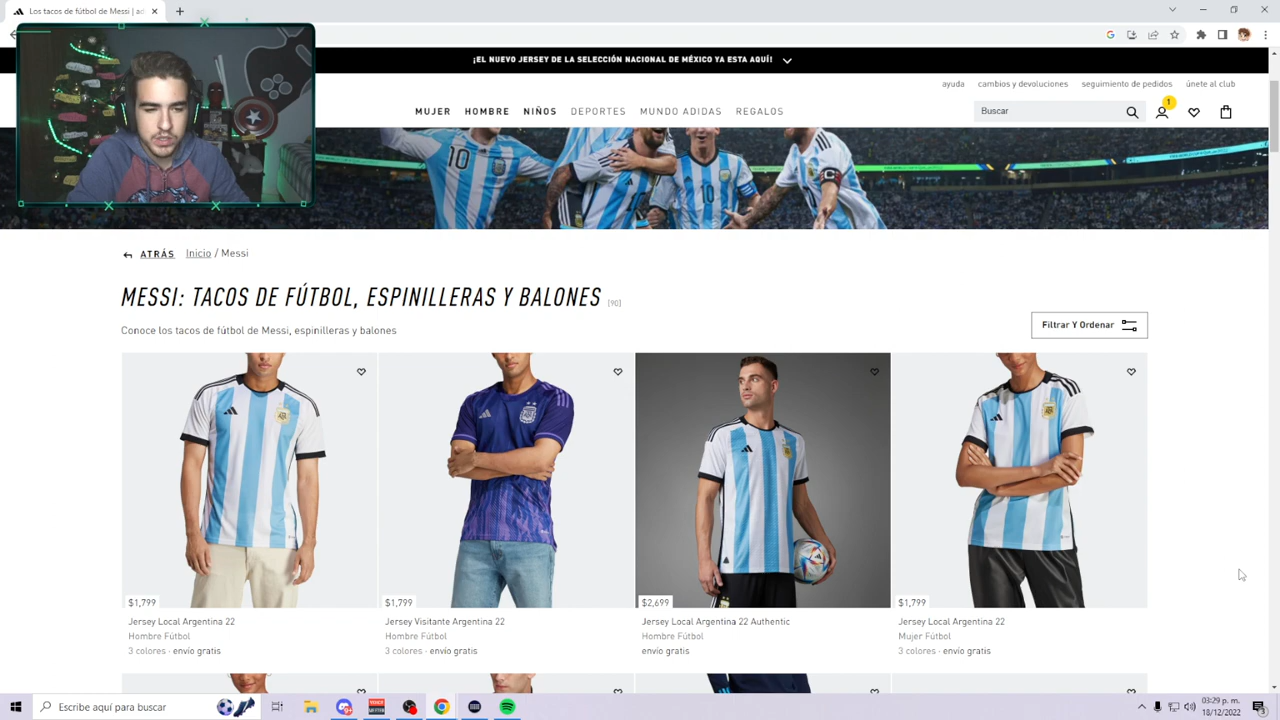 Los tacos de fútbol de Messi | ad
¡EL NUEVO JERSEY DE LA SELECCIÓN NACIONAL DE MÉXICO YA ESTA AQUÍ!
ayuda cambios y devoluciones seguimiento de pedidos únete al club
MUJER HOMBRE NIÑOS DEPORTES MUNDO ADIDAS REGALOS
Buscar
1
10
10
ATRÁS Inicio / Messi
MESSI: TACOS DE FÚTBOL, ESPINILLERAS Y BALONES [90]
Conoce los tacos de fútbol de Messi, espinilleras y balones
Filtrar Y Ordenar
$1,799
Jersey Local Argentina 22
Hombre Fútbol
3 colores · envío gratis
$1,799
Jersey Visitante Argentina 22
Hombre Fútbol
3 colores · envío gratis
$2,699
Jersey Local Argentina 22 Authentic
Hombre Fútbol
envío gratis
$1,799
Jersey Local Argentina 22
Mujer Fútbol
3 colores · envío gratis
Escribe aquí para buscar
03:29 p. m.
18/12/2022
3